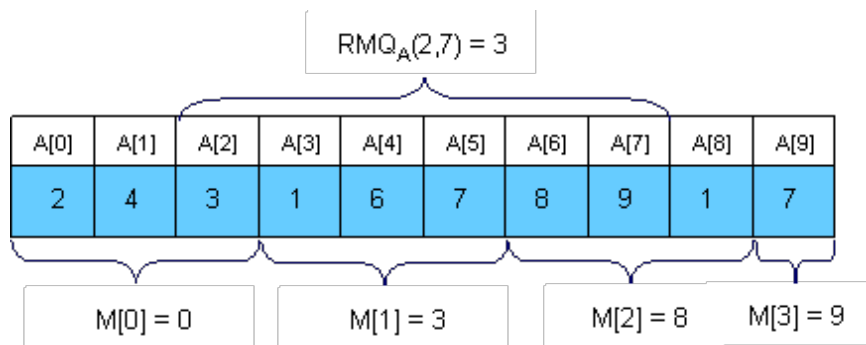 RMQA(2,7) = 3
A[0] A[1] A[2] A[3] A[4] A[5] A[6] A[7] A[8] A[9]
2 4 3 1 6 7 8 9 1 7
M[0] = 0 M[1] = 3 M[2] = 8 M[3] = 9